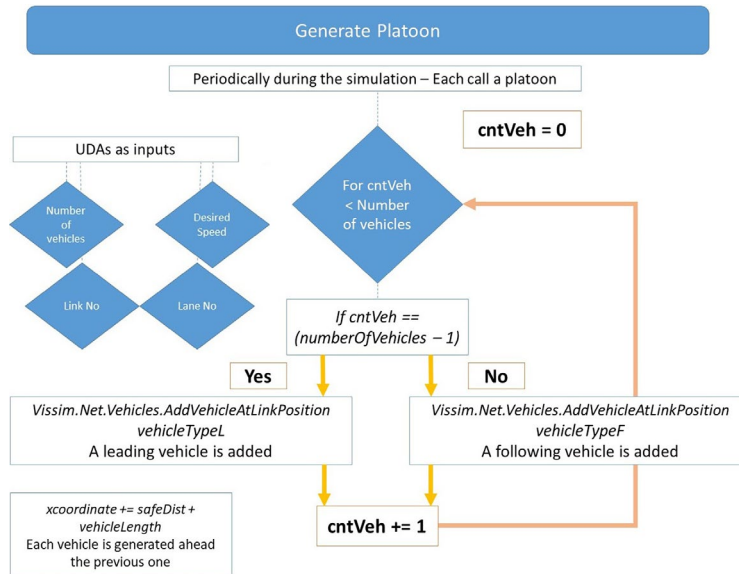 Generate Platoon
Periodically during the simulation – Each call a platoon
cntVeh = 0
UDAs as inputs
Number
of
vehicles
Desired
Speed
Link No
Lane No
For cntVeh
< Number
of vehicles
If cntVeh ==
(numberOfVehicles – 1)
Yes
No
Vissim.Net.Vehicles.AddVehicleAtLinkPosition
vehicleTypeL
A leading vehicle is added
Vissim.Net.Vehicles.AddVehicleAtLinkPosition
vehicleTypeF
A following vehicle is added
xcoordinate += safeDist +
vehicleLength
Each vehicle is generated ahead
the previous one
cntVeh += 1